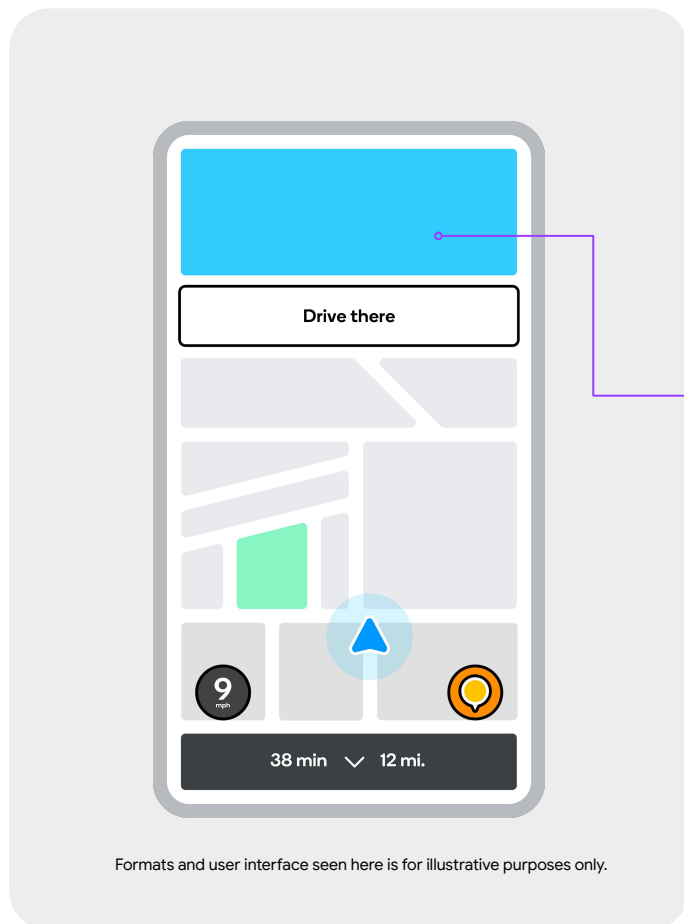 Drive there
9
mph
38 min 12 mi.
Formats and user interface seen here is for illustrative purposes only.